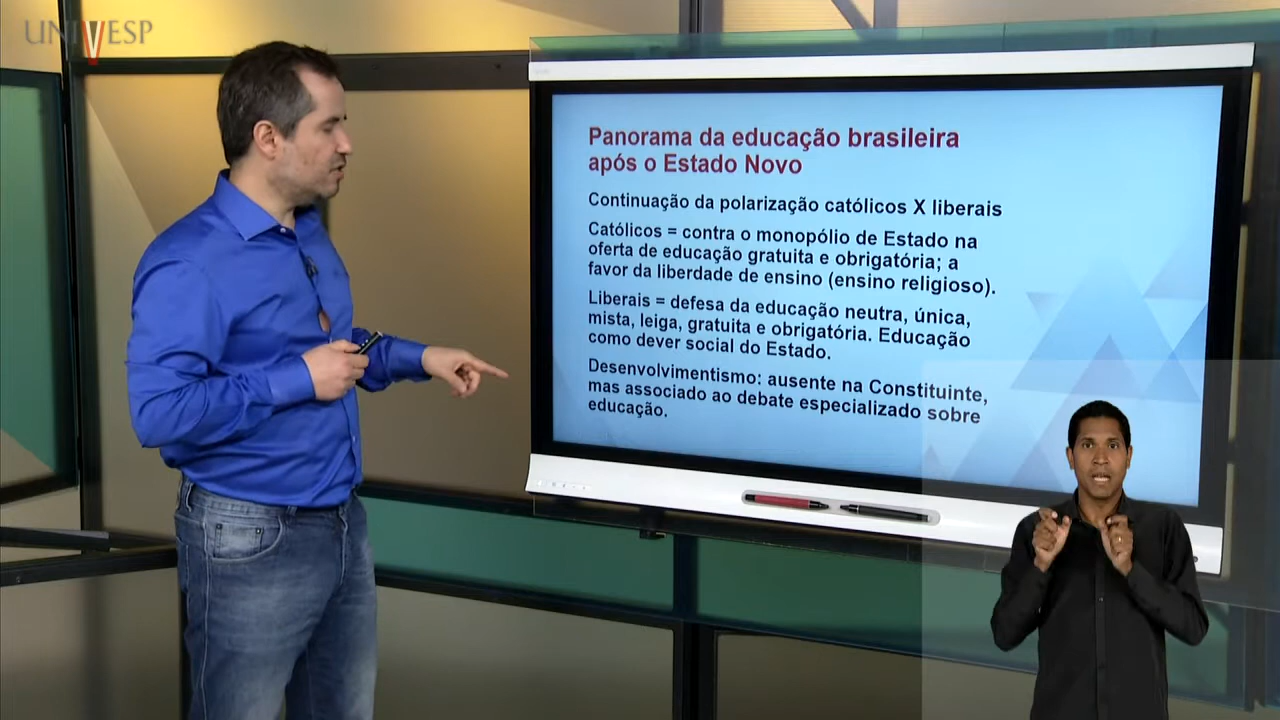 UNIVESP
Panorama da educação brasileira
após o Estado Novo
Continuação da polarização católicos X liberais
Católicos = contra o monopólio de Estado na
oferta de educação gratuita e obrigatória; a
favor da liberdade de ensino (ensino religioso).
Liberais = defesa da educação neutra, única,
mista, leiga, gratuita e obrigatória. Educação
como dever social do Estado.
Desenvolvimentismo: ausente na Constituinte,
mas associado ao debate especializado sobre
educação.